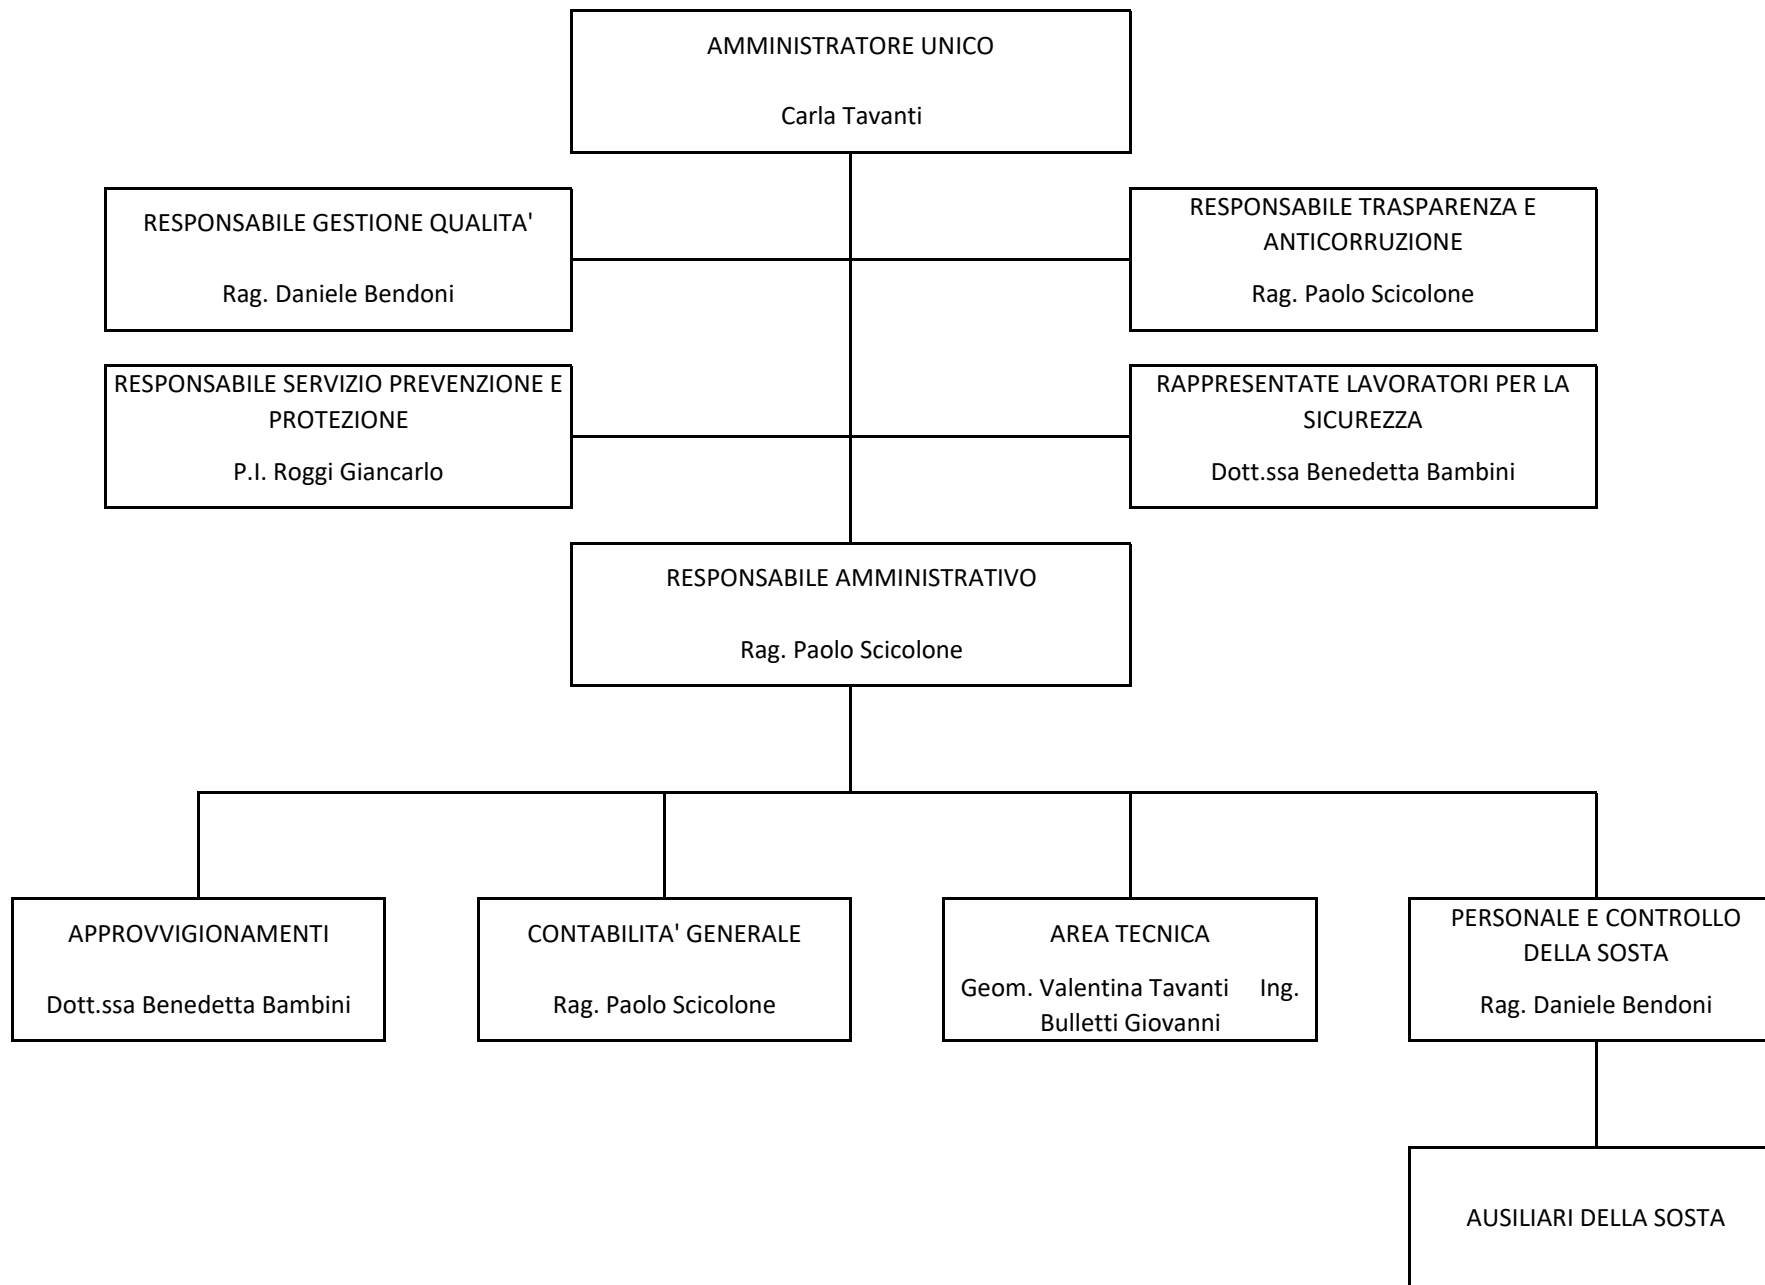 AMMINISTRATORE UNICO
Carla Tavanti
RESPONSABILE GESTIONE QUALITA'
Rag. Daniele Bendoni
RESPONSABILE TRASPARENZA E
ANTICORRUZIONE
Rag. Paolo Scicolone
RESPONSABILE SERVIZIO PREVENZIONE E
PROTEZIONE
P.I. Roggi Giancarlo
RAPPRESENTATE LAVORATORI PER LA
SICUREZZA
Dott.ssa Benedetta Bambini
RESPONSABILE AMMINISTRATIVO
Rag. Paolo Scicolone
APPROVVIGIONAMENTI
Dott.ssa Benedetta Bambini
CONTABILITA' GENERALE
Rag. Paolo Scicolone
AREA TECNICA
Geom. Valentina Tavanti Ing.
Bulletti Giovanni
PERSONALE E CONTROLLO
DELLA SOSTA
Rag. Daniele Bendoni
AUSILIARI DELLA SOSTA